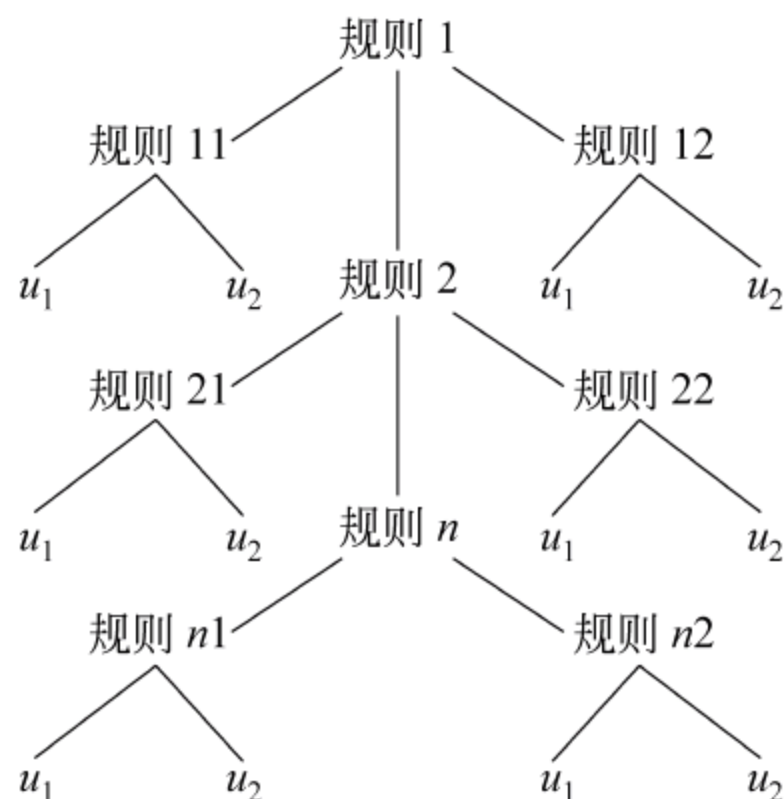 规则 1
规则 11 规则 12
u₁ u₂ 规则 2 u₁ u₂
规则 21 规则 22
u₁ u₂ 规则 n u₁ u₂
规则 n1 规则 n2
u₁ u₂ u₁ u₂